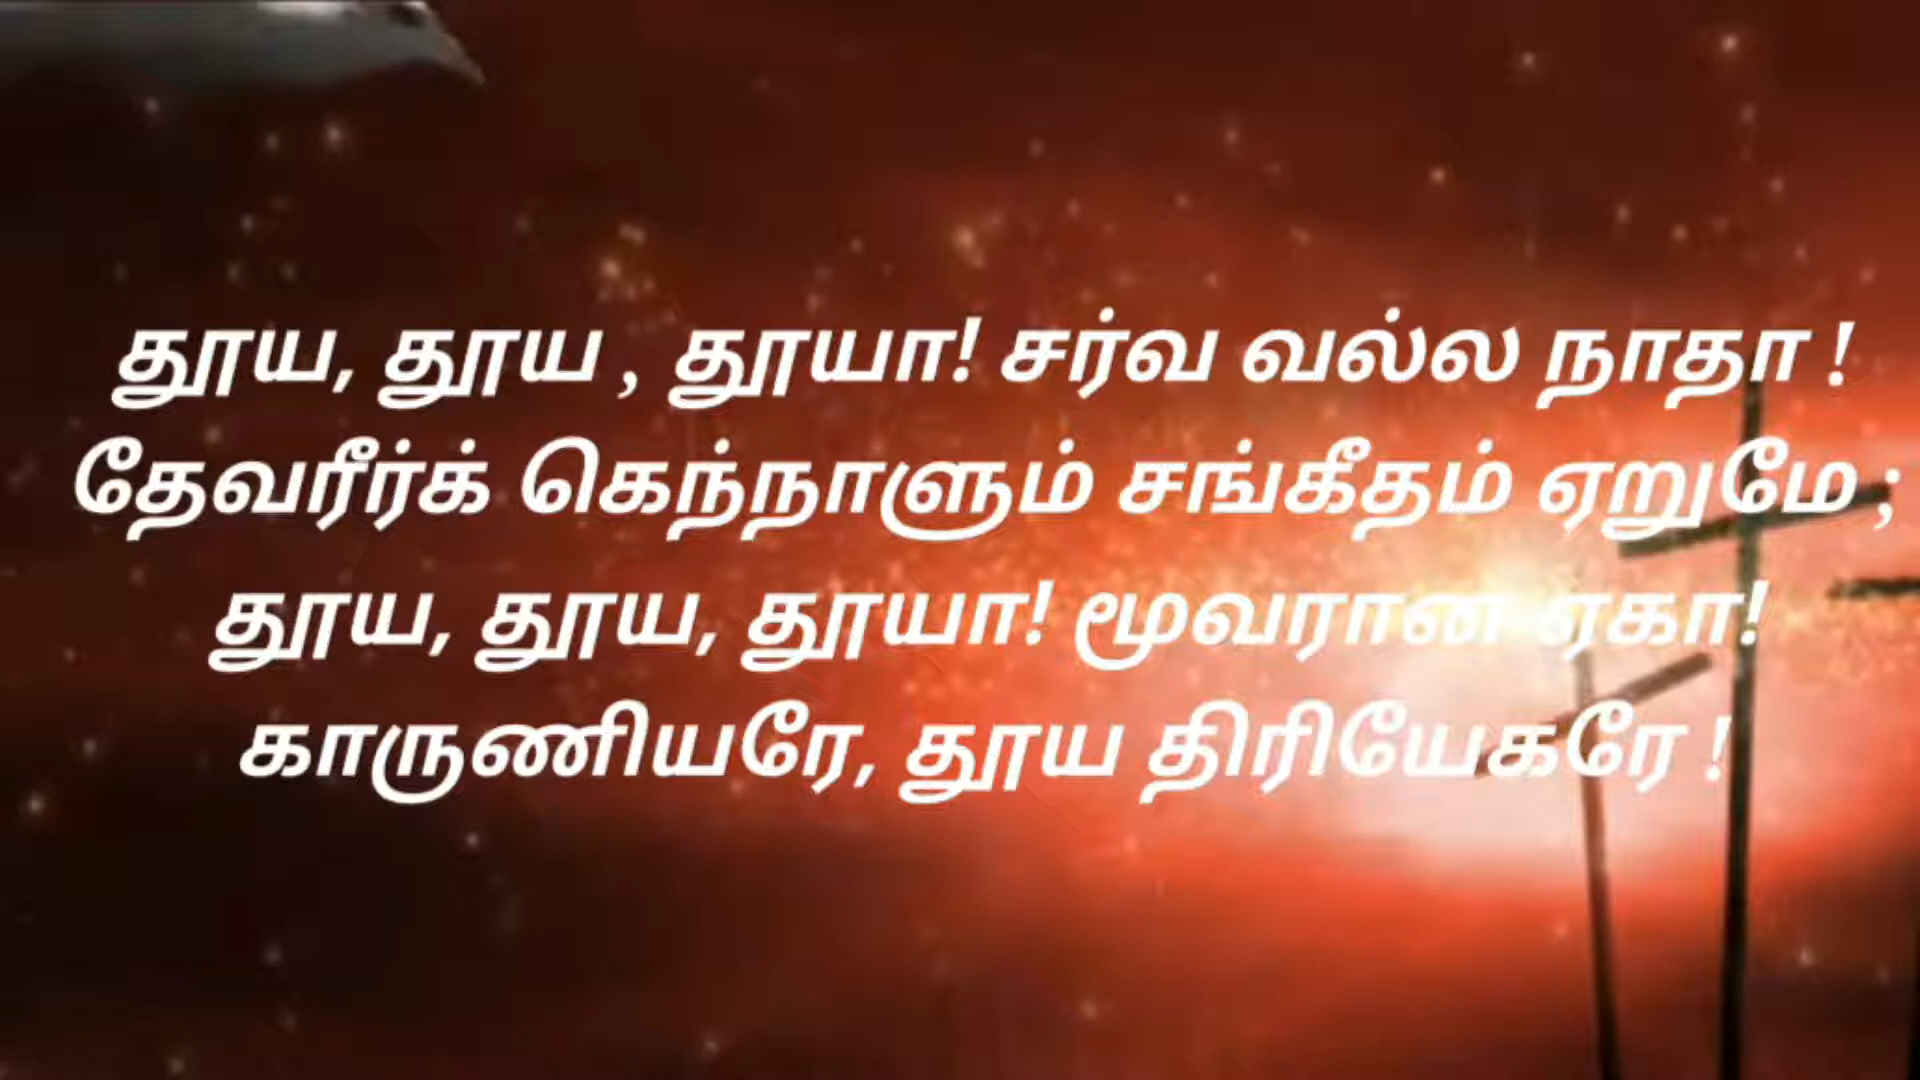 தூய, தூய , தூயா! சர்வ வல்ல நாதா !
தேவரீர்க் கெந்நாளும் சங்கீதம் ஏறுமே ;
தூய, தூய, தூயா! மூவரான ஏகா!
காருணியரே, தூய திரியேகரே !